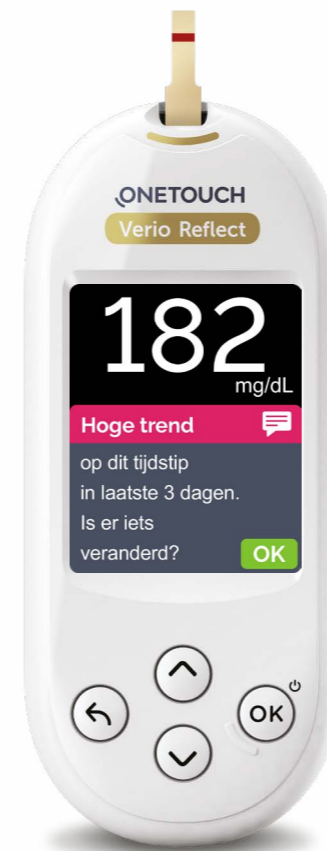 ONETOUCH
Verio Reflect
182
mg/dL
Hoge trend
op dit tijdstip
in laatste 3 dagen.
Is er iets
veranderd?
OK
OK